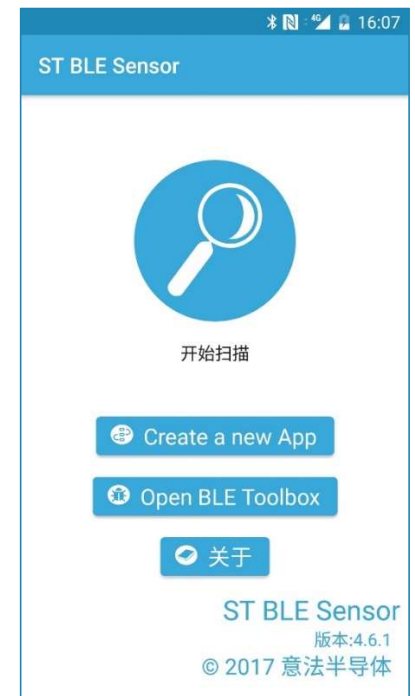 4G 16:07
ST BLE Sensor
开始扫描
Create a new App
Open BLE Toolbox
关于
ST BLE Sensor
版本:4.6.1
© 2017 意法半导体